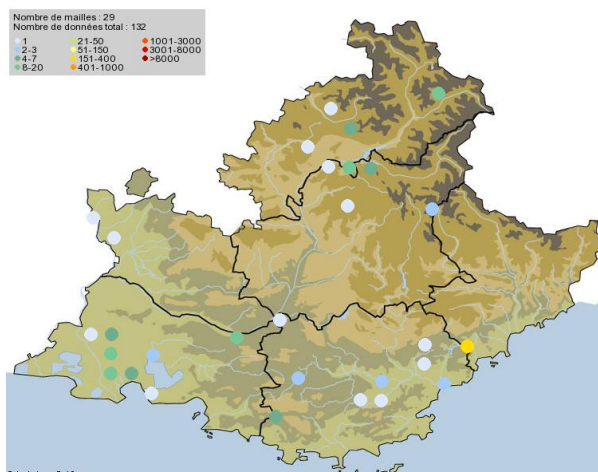 Nombre de mailles : 29
Nombre de données total : 132
1 21-50 1001-3000
2-3 51-150 3001-8000
4-7 151-400 >8000
8-20 401-1000